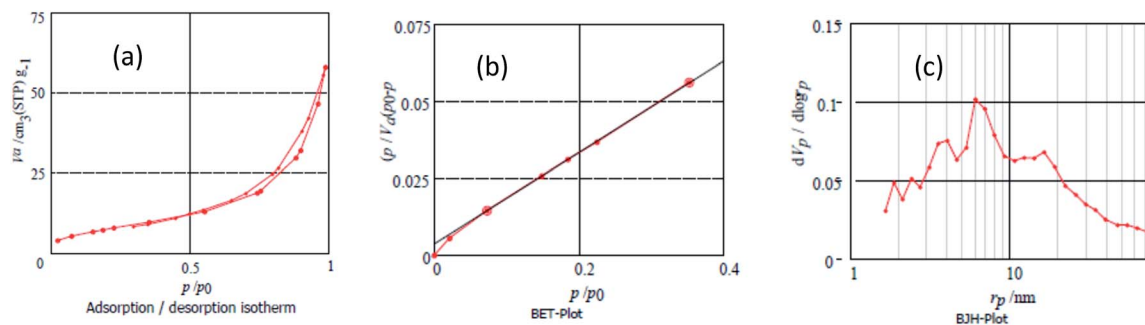 (a)
75
50
25
0
Va /cm3(STP) g-1
0
0.5
1
p /p0
Adsorption / desorption isotherm
(b)
0.05
0.025
0
(p / Va(p0-p
0
0.2
0.4
p /p0
BET-Plot
(c)
0.15
0.1
0.05
0
dVp / dlogrp
1
10
rp /nm
BJH-Plot